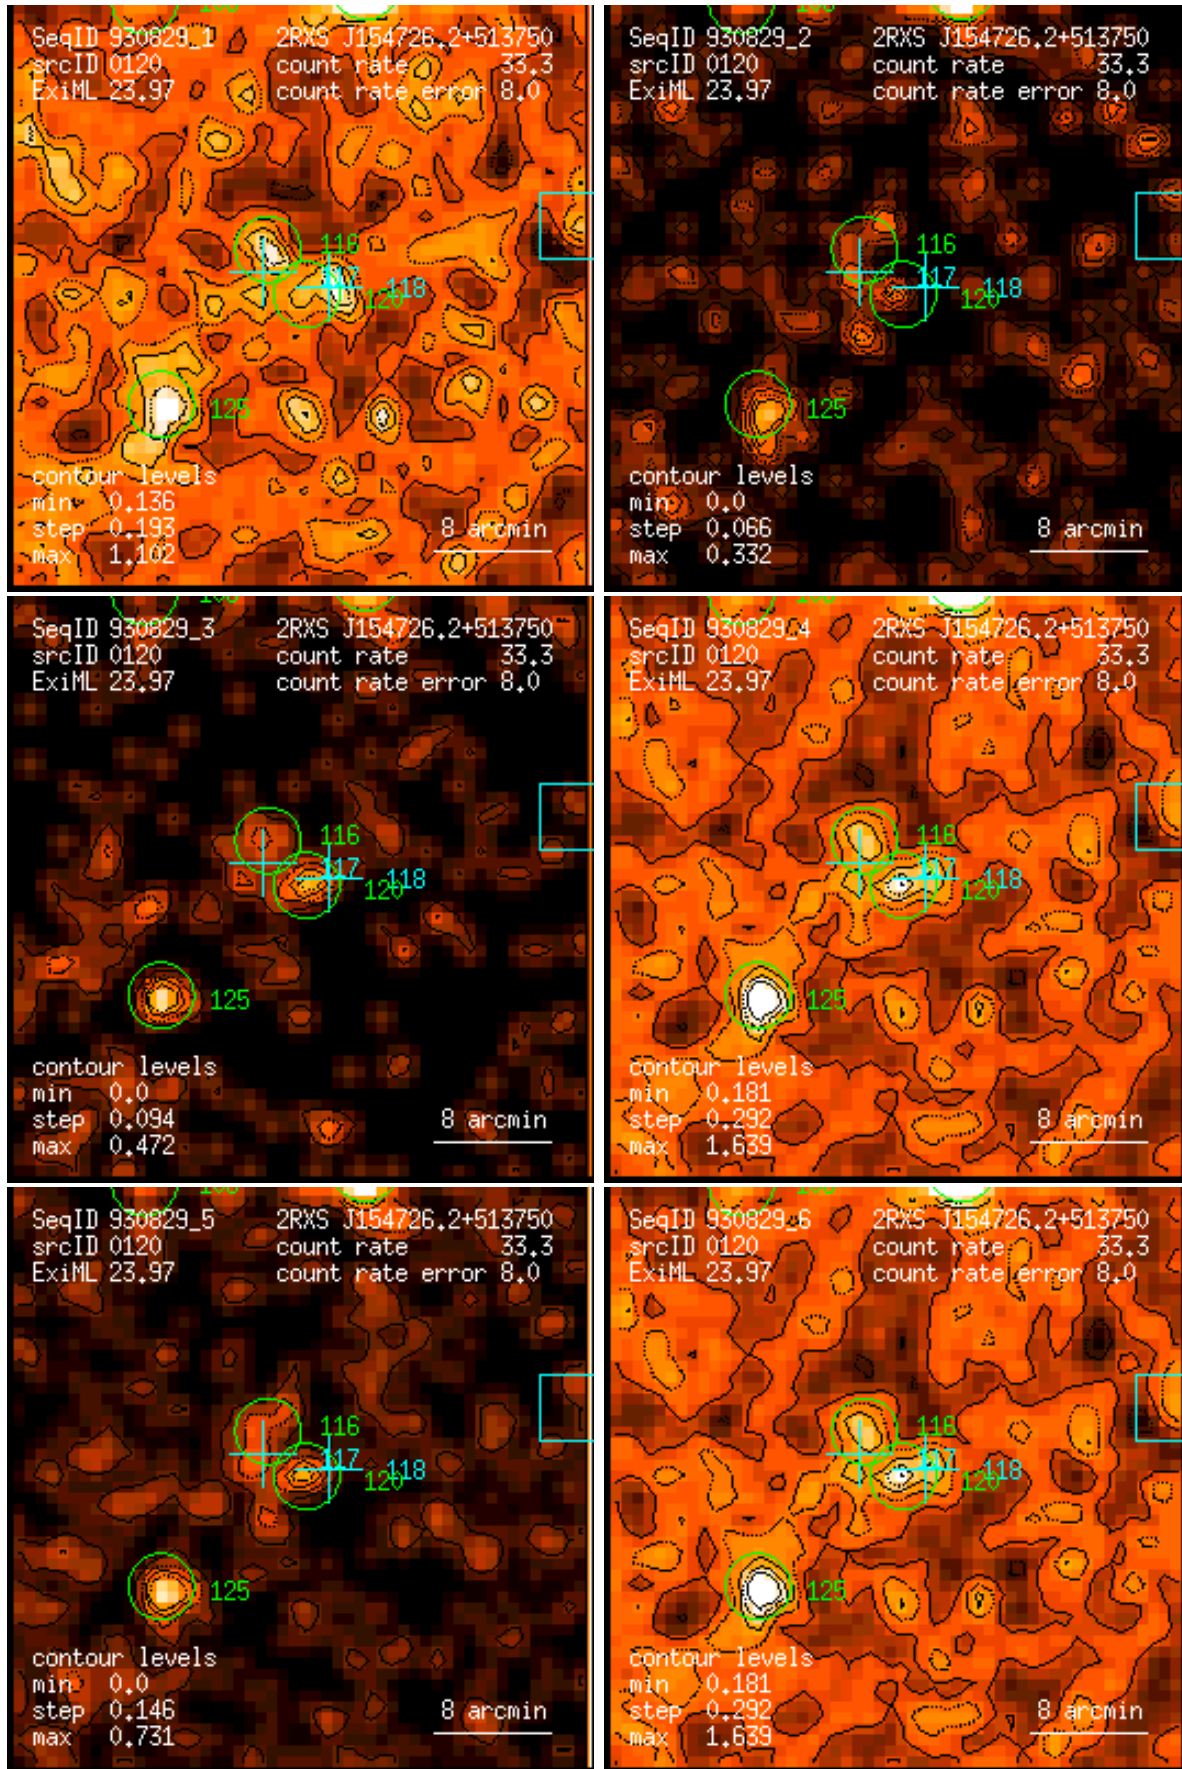 SeqID 930829_1 2RXS J154726.2+513750
srcID 0120 count rate 33.3
ExiML 23.97 count rate error 8.0
116
118
120
125
contour levels
min 0.136
step 0.193
max 1.102
8 arcmin
SeqID 930829_2 2RXS J154726.2+513750
srcID 0120 count rate 33.3
ExiML 23.97 count rate error 8.0
116
118
120
125
contour levels
min 0.0
step 0.066
max 0.332
8 arcmin
SeqID 930829_3 2RXS J154726.2+513750
srcID 0120 count rate 33.3
ExiML 23.97 count rate error 8.0
116
118
120
125
contour levels
min 0.0
step 0.094
max 0.472
8 arcmin
SeqID 930829_4 2RXS J154726.2+513750
srcID 0120 count rate 33.3
ExiML 23.97 count rate error 8.0
116
118
120
125
contour levels
min 0.181
step 0.292
max 1.639
8 arcmin
SeqID 930829_5 2RXS J154726.2+513750
srcID 0120 count rate 33.3
ExiML 23.97 count rate error 8.0
116
118
120
125
contour levels
min 0.0
step 0.146
max 0.731
8 arcmin
SeqID 930829_6 2RXS J154726.2+513750
srcID 0120 count rate 33.3
ExiML 23.97 count rate error 8.0
116
118
120
125
contour levels
min 0.181
step 0.292
max 1.639
8 arcmin